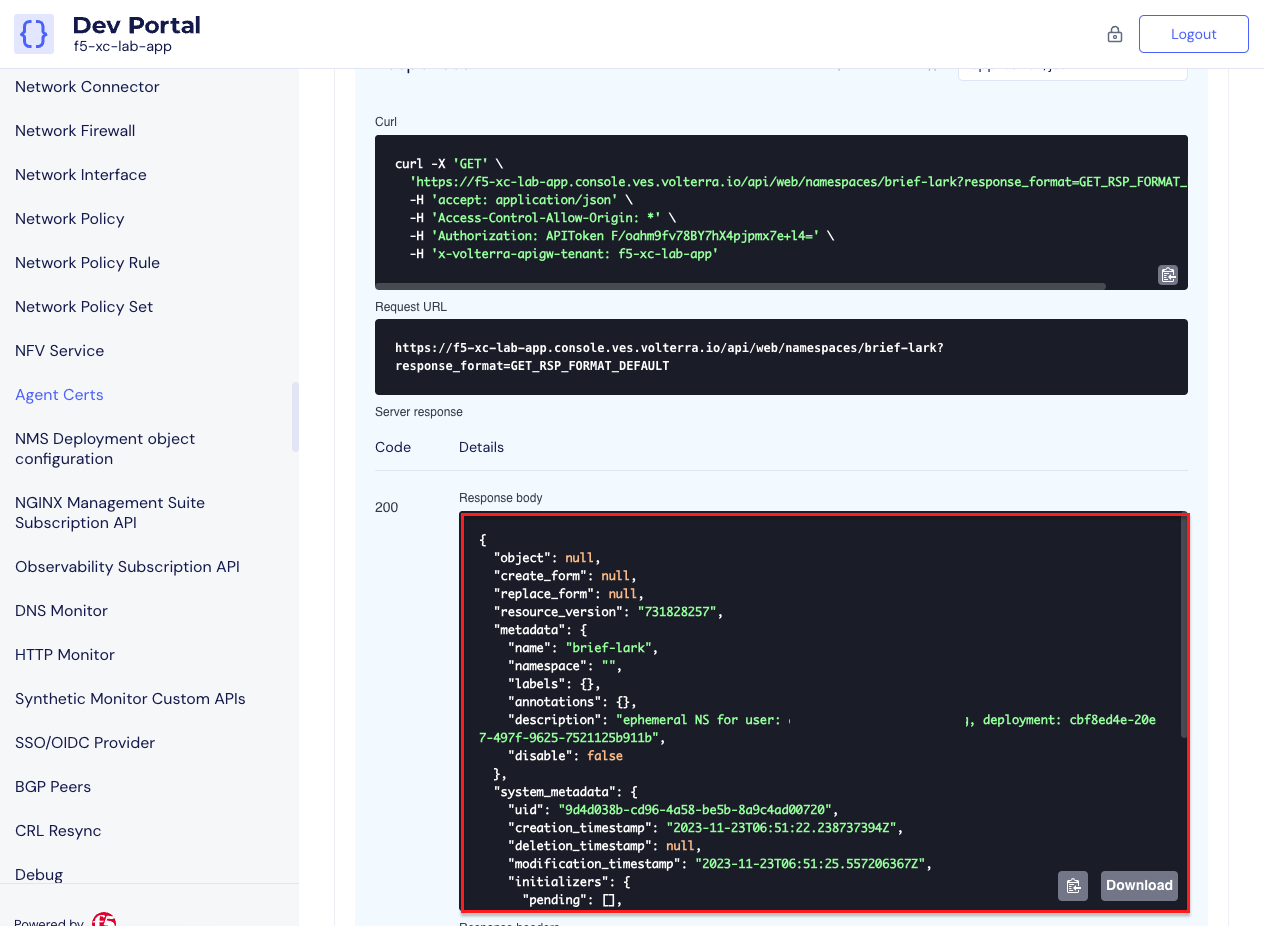 {}
Dev Portal
f5-xc-lab-app
Logout
Network Connector
Network Firewall
Network Interface
Network Policy
Network Policy Rule
Network Policy Set
NFV Service
Agent Certs
NMS Deployment object
configuration
NGINX Management Suite
Subscription API
Observability Subscription API
DNS Monitor
HTTP Monitor
Synthetic Monitor Custom APIs
SSO/OIDC Provider
BGP Peers
CRL Resync
Debug
Powered by f5
Curl
curl -X 'GET' \
'https://f5-xc-lab-app.console.ves.volterra.io/api/web/namespaces/brief-lark?response_format=GET_RSP_FORMAT_
-H 'accept: application/json' \
-H 'Access-Control-Allow-Origin: *' \
-H 'Authorization: APIToken F/oahm9fv78BY7hX4pjpmx7e+l4=' \
-H 'x-volterra-apigw-tenant: f5-xc-lab-app'
Request URL
https://f5-xc-lab-app.console.ves.volterra.io/api/web/namespaces/brief-lark?
response_format=GET_RSP_FORMAT_DEFAULT
Server response
Code Details
200
Response body
{
"object": null,
"create_form": null,
"replace_form": null,
"resource_version": "731828257",
"metadata": {
"name": "brief-lark",
"namespace": "",
"labels": {},
"annotations": {},
"description": "ephemeral NS for user: , deployment: cbf8ed4e-20e
7-497f-9625-7521125b911b",
"disable": false
},
"system_metadata": {
"uid": "9d4d038b-cd96-4a58-be5b-8a9c4ad00720",
"creation_timestamp": "2023-11-23T06:51:22.238737394Z",
"deletion_timestamp": null,
"modification_timestamp": "2023-11-23T06:51:25.557206367Z",
"initializers": {
"pending": [],
Download